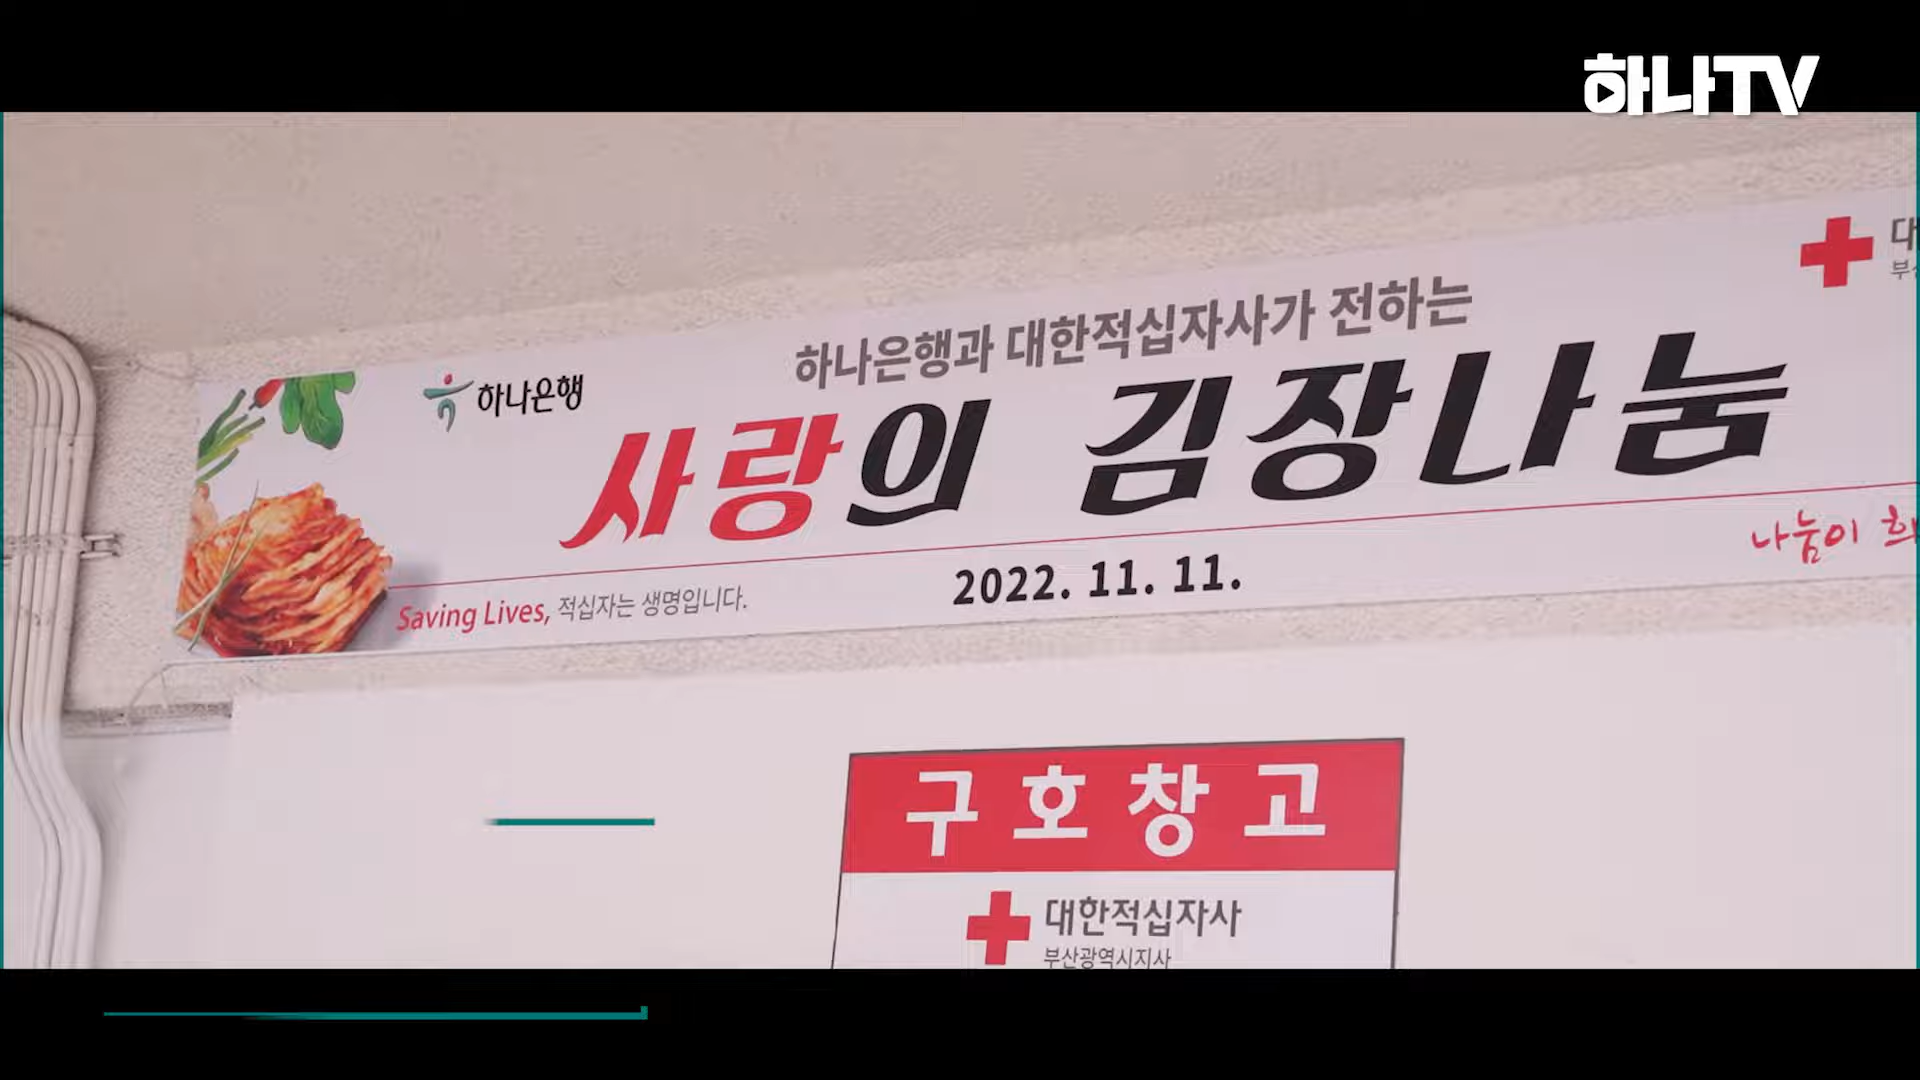 하나TV
대
부산
하나은행과 대한적십자사가 전하는
하나은행
사랑의 김장나눔
나눔이 희
2022. 11. 11.
Saving Lives, 적십자는 생명입니다.
구호창고
대한적십자사
부산광역시지사